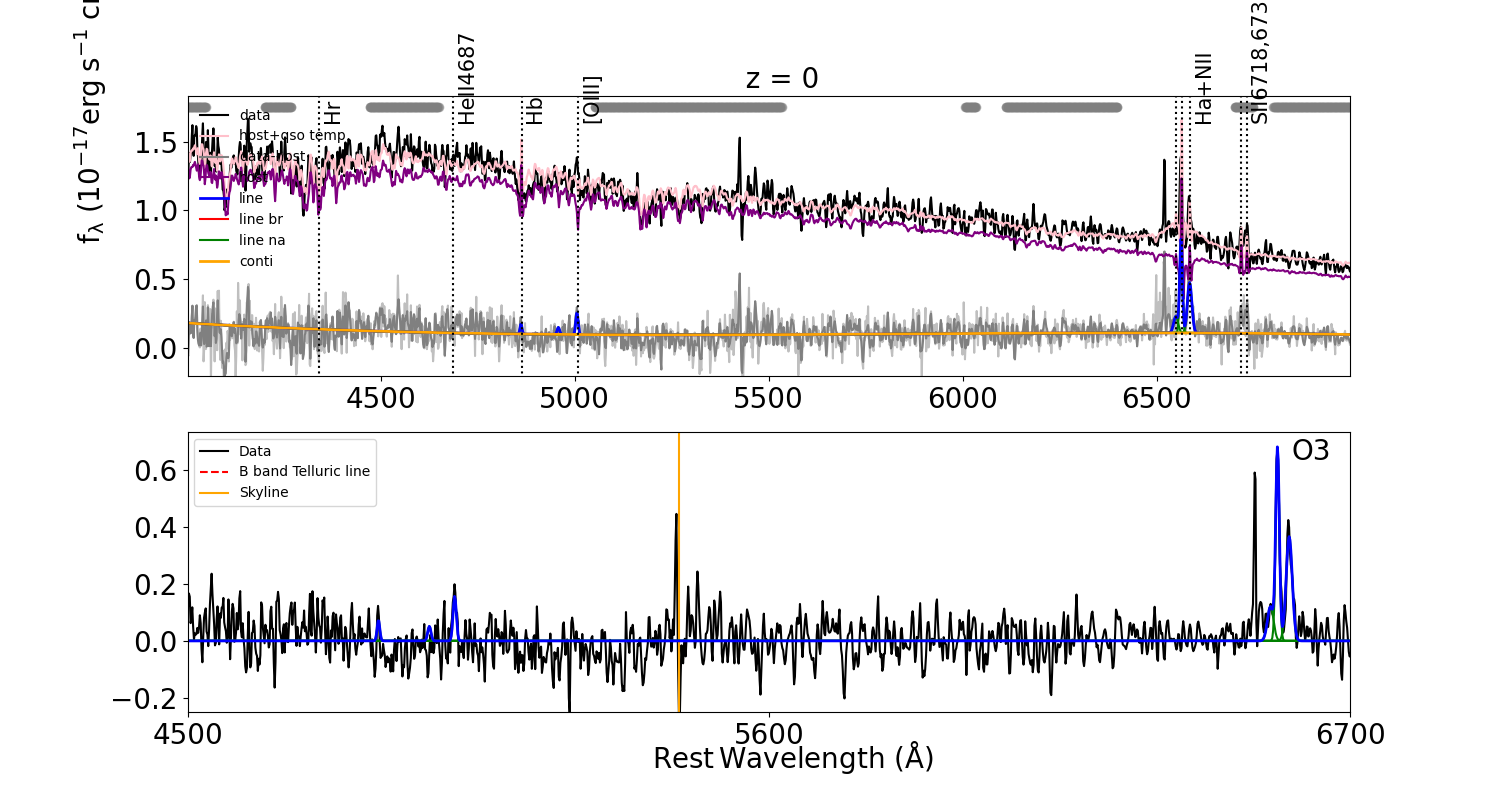 z = 0
fλ (10−17erg s−1
Hr
HeII4687
Hb
[OIII]
Ha+NII
SII6718,673
data
host+qso temp
data-host
host
line
line br
line na
conti
1.5
1.0
0.5
0.0
4500 5000 5500 6000 6500
Data
B band Telluric line
Skyline
O3
0.6
0.4
0.2
0.0
−0.2
4500 5600 6700
Rest Wavelength (Å)